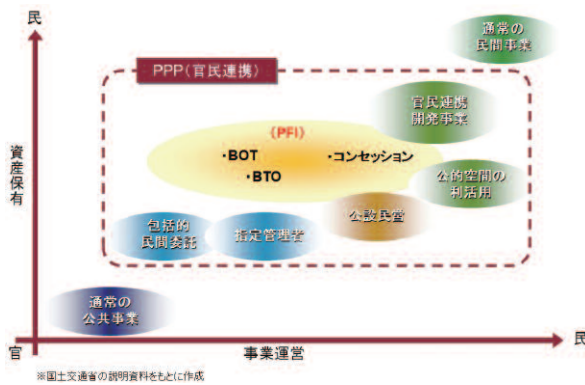 民
通常の
民間事業
PPP(官民連携)
官民連携
開発事業
(PFI)
・BOT
・コンセッション
・BTO
公的空間の
利活用
資産保有
公設民営
包括的
民間委託
指定管理者
通常の
公共事業
官
事業運営
民
※国土交通省の説明資料をもとに作成